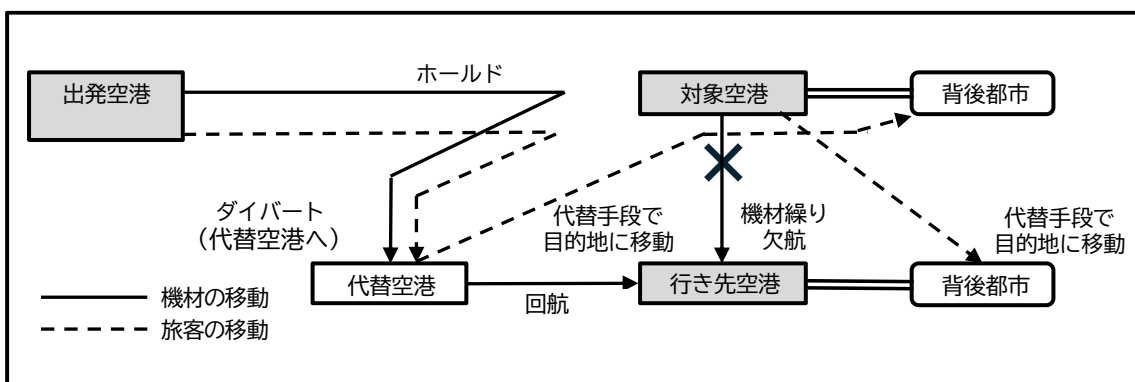 ホールド
出発空港
対象空港
背後都市
ダイバート
（代替空港へ）
代替手段で
目的地に移動
機材繰り
欠航
代替手段で
目的地に移動
代替空港
回航
行き先空港
背後都市
機材の移動
旅客の移動